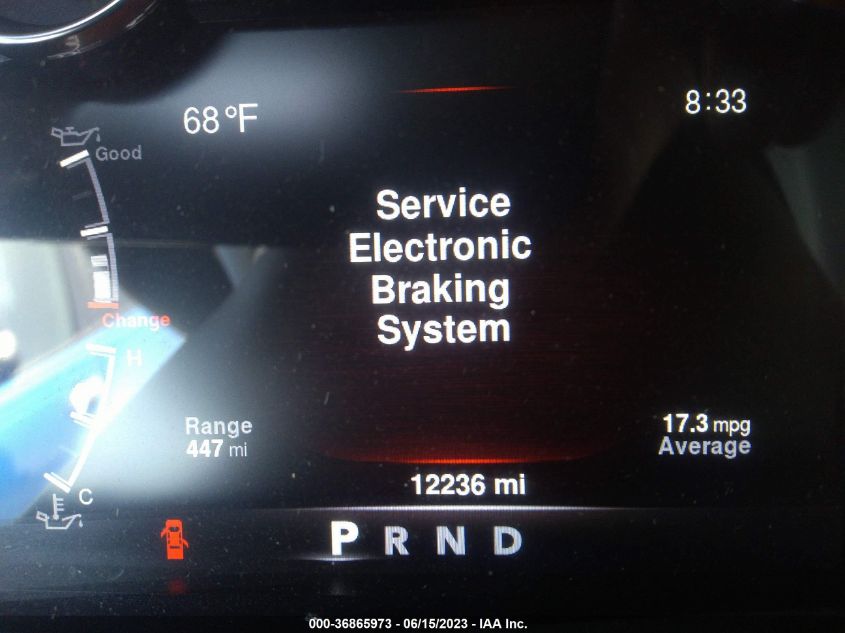 68°F
8:33
Good
Service
Electronic
Braking
System
Change
H
Range
447 mi
17.3 mpg
Average
12236 mi
C
P R N D
000-36865973 - 06/15/2023 - IAA Inc.